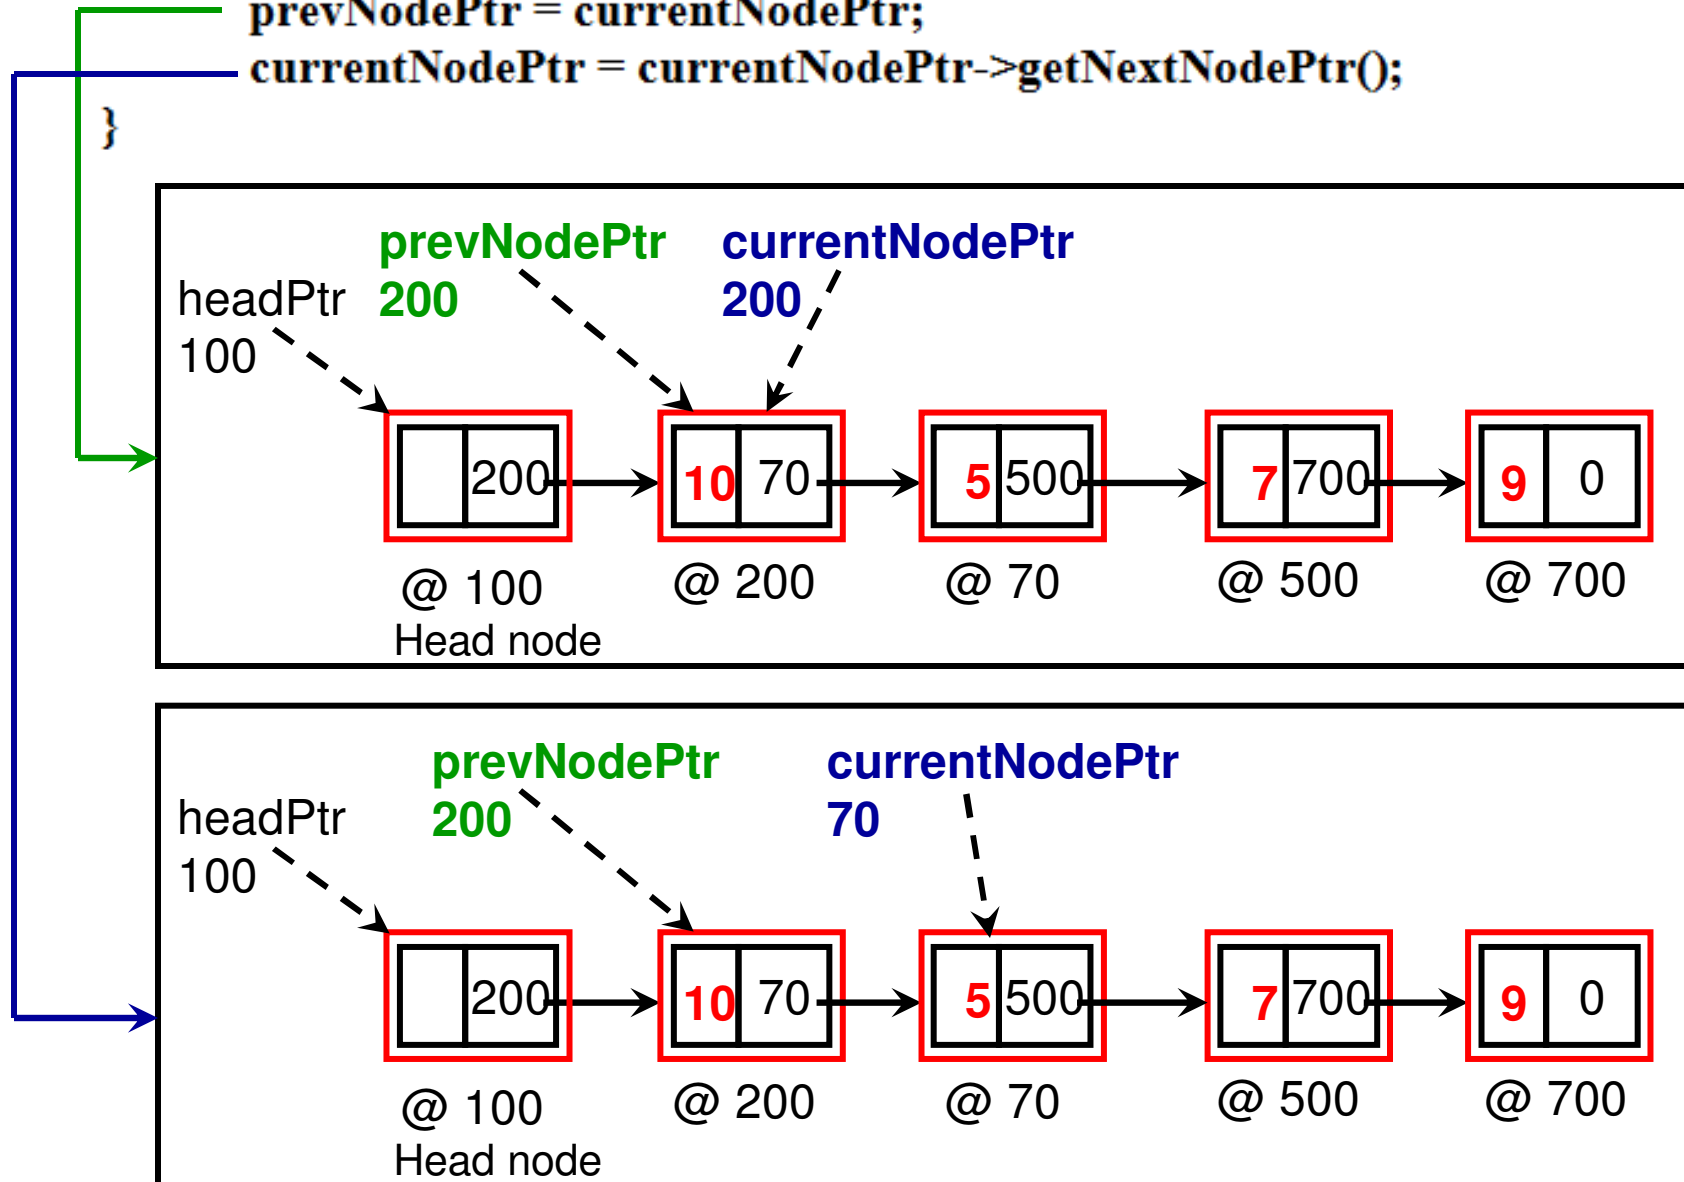 prevNodePtr = currentNodePtr;
currentNodePtr = currentNodePtr->getNextNodePtr();
}
prevNodePtr currentNodePtr
headPtr 200 200
100
200 10 70 5 500 7 700 9 0
@ 100 @ 200 @ 70 @ 500 @ 700
Head node
prevNodePtr currentNodePtr
headPtr 200 70
100
200 10 70 5 500 7 700 9 0
@ 100 @ 200 @ 70 @ 500 @ 700
Head node